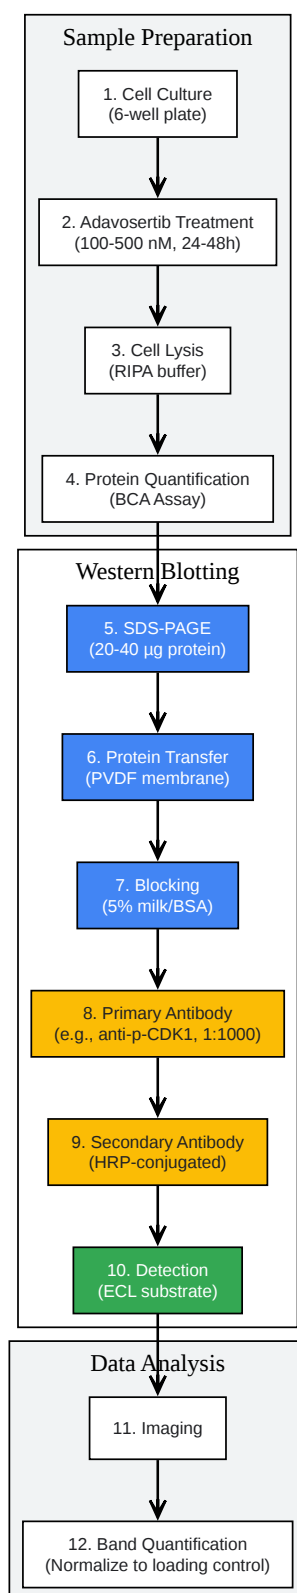 Sample Preparation
1. Cell Culture
(6-well plate)
2. Adavosertib Treatment
(100-500 nM, 24-48h)
3. Cell Lysis
(RIPA buffer)
4. Protein Quantification
(BCA Assay)
Western Blotting
5. SDS-PAGE
(20-40 µg protein)
6. Protein Transfer
(PVDF membrane)
7. Blocking
(5% milk/BSA)
8. Primary Antibody
(e.g., anti-p-CDK1, 1:1000)
9. Secondary Antibody
(HRP-conjugated)
10. Detection
(ECL substrate)
Data Analysis
11. Imaging
12. Band Quantification
(Normalize to loading control)